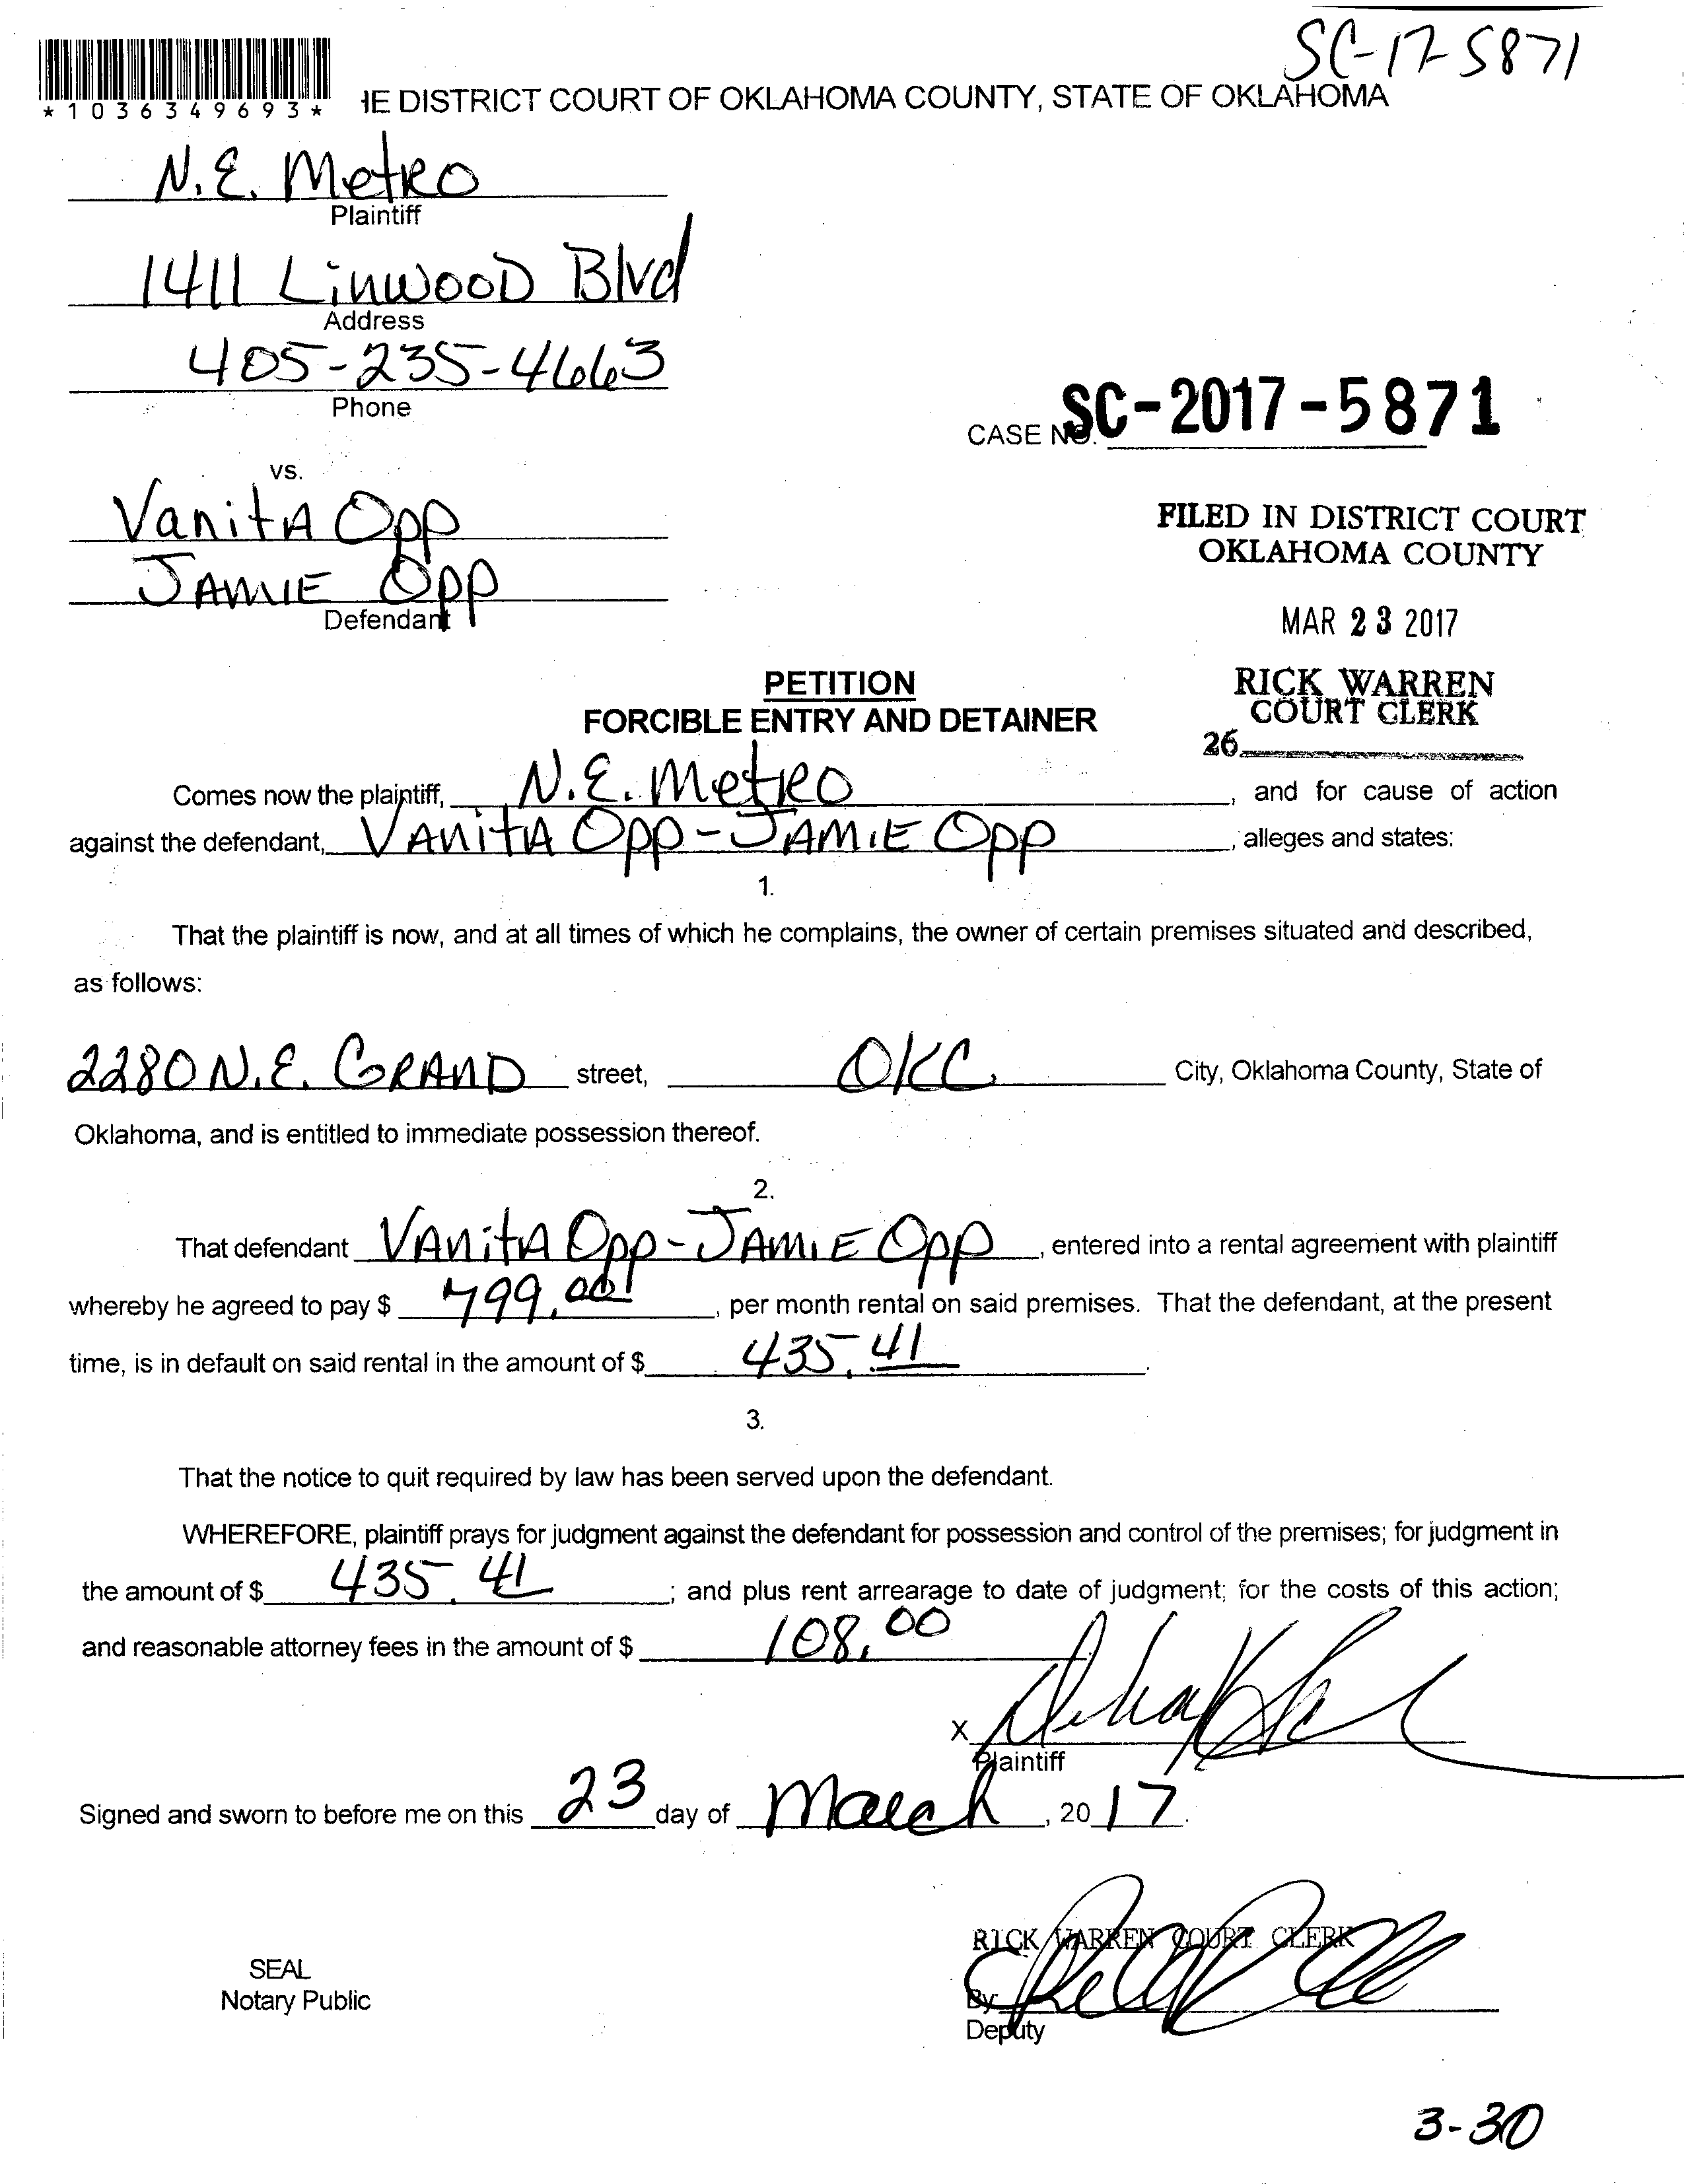 SC-17-5871
*1036349693*
IE DISTRICT COURT OF OKLAHOMA COUNTY, STATE OF OKLAHOMA
N.E. Metro
Plaintiff
1411 Linwood Blvd
Address
405-235-4663
Phone
CASE NO. SC-2017-5871
vs.
Vanita Opp
Jamie Opp
Defendant
FILED IN DISTRICT COURT
OKLAHOMA COUNTY
MAR 23 2017
RICK WARREN
COURT CLERK
26
PETITION
FORCIBLE ENTRY AND DETAINER
Comes now the plaintiff, N.E. Metro, and for cause of action
against the defendant, Vanita Opp - Jamie Opp, alleges and states:
1.
That the plaintiff is now, and at all times of which he complains, the owner of certain premises situated and described,
as follows:
2280 N.E. Grand street, OKC City, Oklahoma County, State of
Oklahoma, and is entitled to immediate possession thereof.
2.
That defendant Vanita Opp - Jamie Opp, entered into a rental agreement with plaintiff
whereby he agreed to pay $ 799.00, per month rental on said premises. That the defendant, at the present
time, is in default on said rental in the amount of $ 435.41.
3.
That the notice to quit required by law has been served upon the defendant.
WHEREFORE, plaintiff prays for judgment against the defendant for possession and control of the premises; for judgment in
the amount of $ 435.41; and plus rent arrearage to date of judgment; for the costs of this action;
and reasonable attorney fees in the amount of $ 108.00
X
Plaintiff
Signed and sworn to before me on this 23 day of March, 2017.
RICK WARREN COURT CLERK
SEAL
Notary Public
By
Deputy
3-30